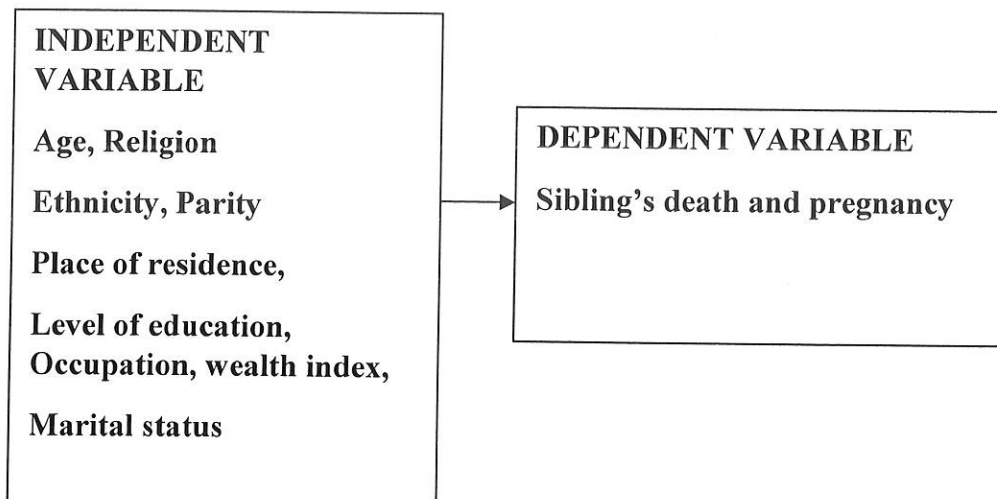 INDEPENDENT
VARIABLE
Age, Religion
Ethnicity, Parity
Place of residence,
Level of education,
Occupation, wealth index,
Marital status
DEPENDENT VARIABLE
Sibling’s death and pregnancy